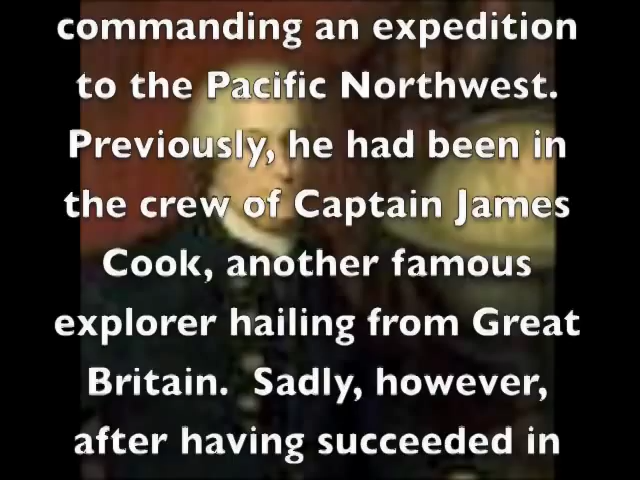 commanding an expedition
to the Pacific Northwest.
Previously, he had been in
the crew of Captain James
Cook, another famous
explorer hailing from Great
Britain.  Sadly, however,
after having succeeded in